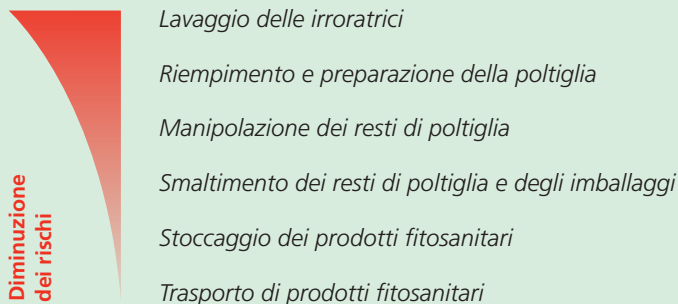 Lavaggio delle irroratrici
Riempimento e preparazione della poltiglia
Manipolazione dei resti di poltiglia
Smaltimento dei resti di poltiglia e degli imballaggi
Stoccaggio dei prodotti fitosanitari
Trasporto di prodotti fitosanitari
Diminuzione
dei rischi